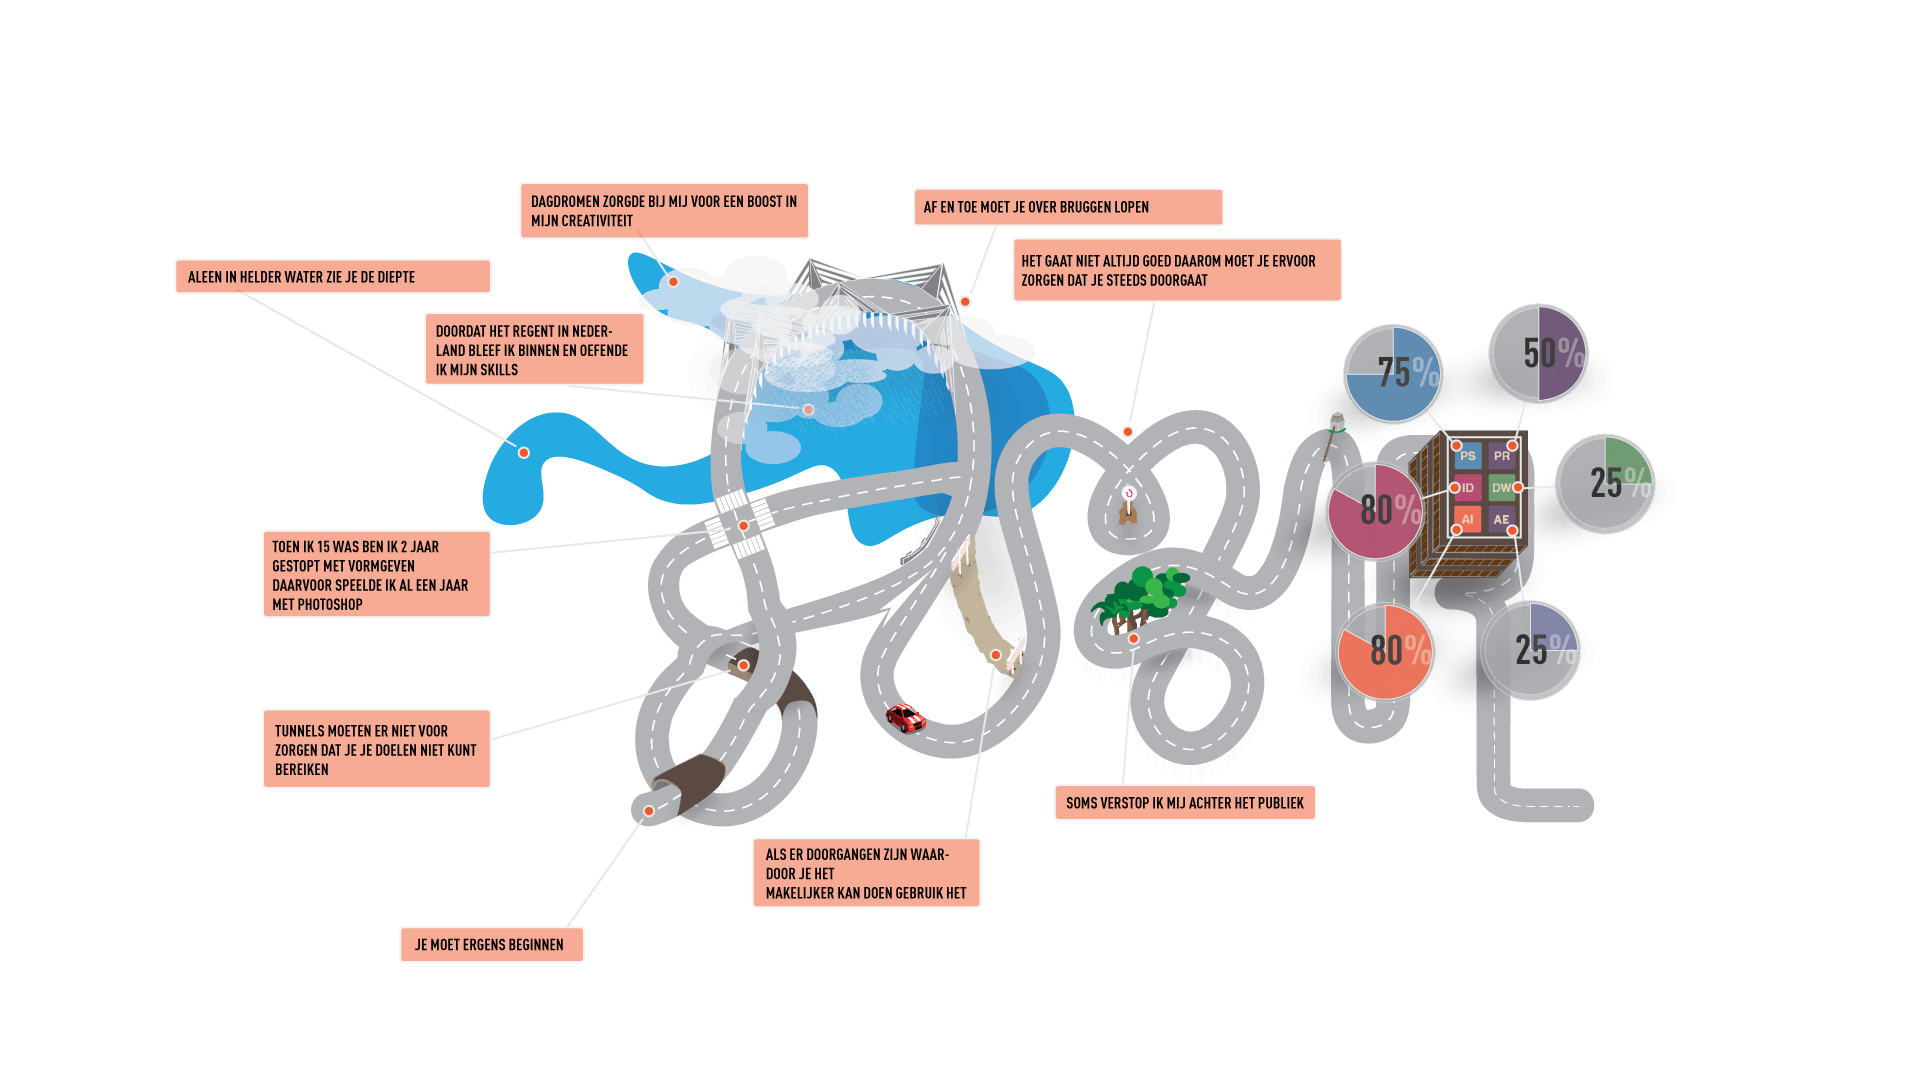 DAGDROMEN ZORGDE BIJ MIJ VOOR EEN BOOST IN
MIJN CREATIVITEIT
AF EN TOE MOET JE OVER BRUGGEN LOPEN
HET GAAT NIET ALTIJD GOED DAAROM MOET JE ERVOOR
ZORGEN DAT JE STEEDS DOORGAAT
ALEEN IN HELDER WATER ZIE JE DE DIEPTE
DOORDAT HET REGENT IN NEDER-
LAND BLEEF IK BINNEN EN OEFENDE
IK MIJN SKILLS
75%
50%
PS PR
ID DW
AI AE
80%
25%
80%
25%
TOEN IK 15 WAS BEN IK 2 JAAR
GESTOPT MET VORMGEVEN
DAARVOOR SPEELDE IK AL EEN JAAR
MET PHOTOSHOP
TUNNELS MOETEN ER NIET VOOR
ZORGEN DAT JE JE DOELEN NIET KUNT
BEREIKEN
SOMS VERSTOP IK MIJ ACHTER HET PUBLIEK
ALS ER DOORGANGEN ZIJN WAAR-
DOOR JE HET
MAKELIJKER KAN DOEN GEBRUIK HET
JE MOET ERGENS BEGINNEN